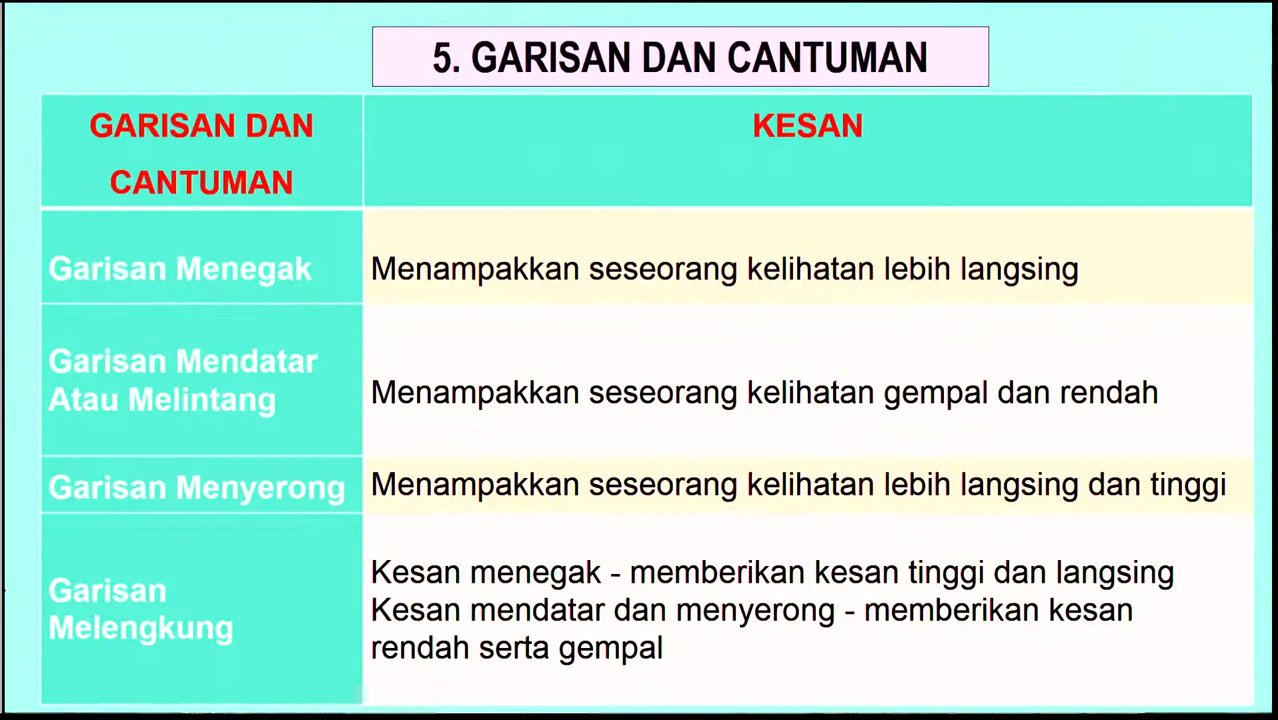 5. GARISAN DAN CANTUMAN
GARISAN DAN
CANTUMAN
KESAN
Garisan Menegak
Menampakkan seseorang kelihatan lebih langsing
Garisan Mendatar
Atau Melintang
Menampakkan seseorang kelihatan gempal dan rendah
Garisan Menyerong
Menampakkan seseorang kelihatan lebih langsing dan tinggi
Garisan
Melengkung
Kesan menegak - memberikan kesan tinggi dan langsing
Kesan mendatar dan menyerong - memberikan kesan
rendah serta gempal